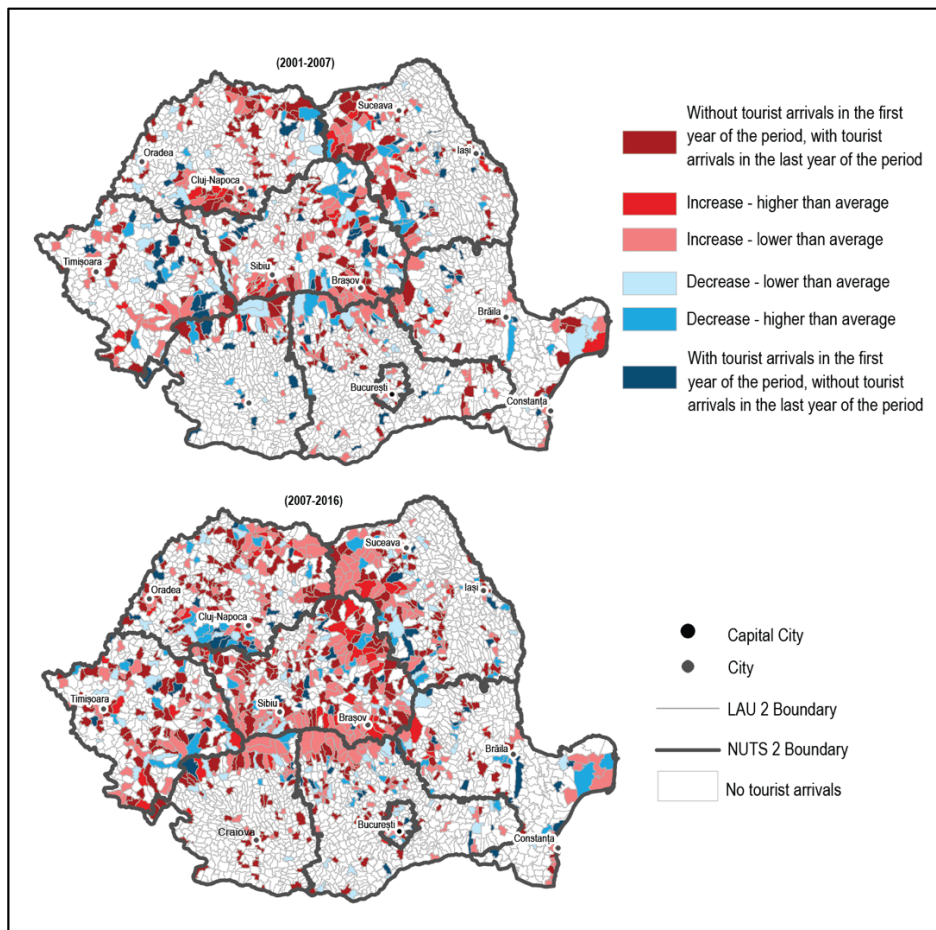 (2001-2007)
Suceava
Iași
Oradea
Cluj-Napoca
Timișoara
Sibiu
Brașov
Brăila
București
Constanța
Without tourist arrivals in the first
year of the period, with tourist
arrivals in the last year of the period
Increase - higher than average
Increase - lower than average
Decrease - lower than average
Decrease - higher than average
With tourist arrivals in the first
year of the period, without tourist
arrivals in the last year of the period
(2007-2016)
Suceava
Iași
Oradea
Cluj-Napoca
Timișoara
Sibiu
Brașov
Brăila
București
Craiova
Constanța
Capital City
City
LAU 2 Boundary
NUTS 2 Boundary
No tourist arrivals